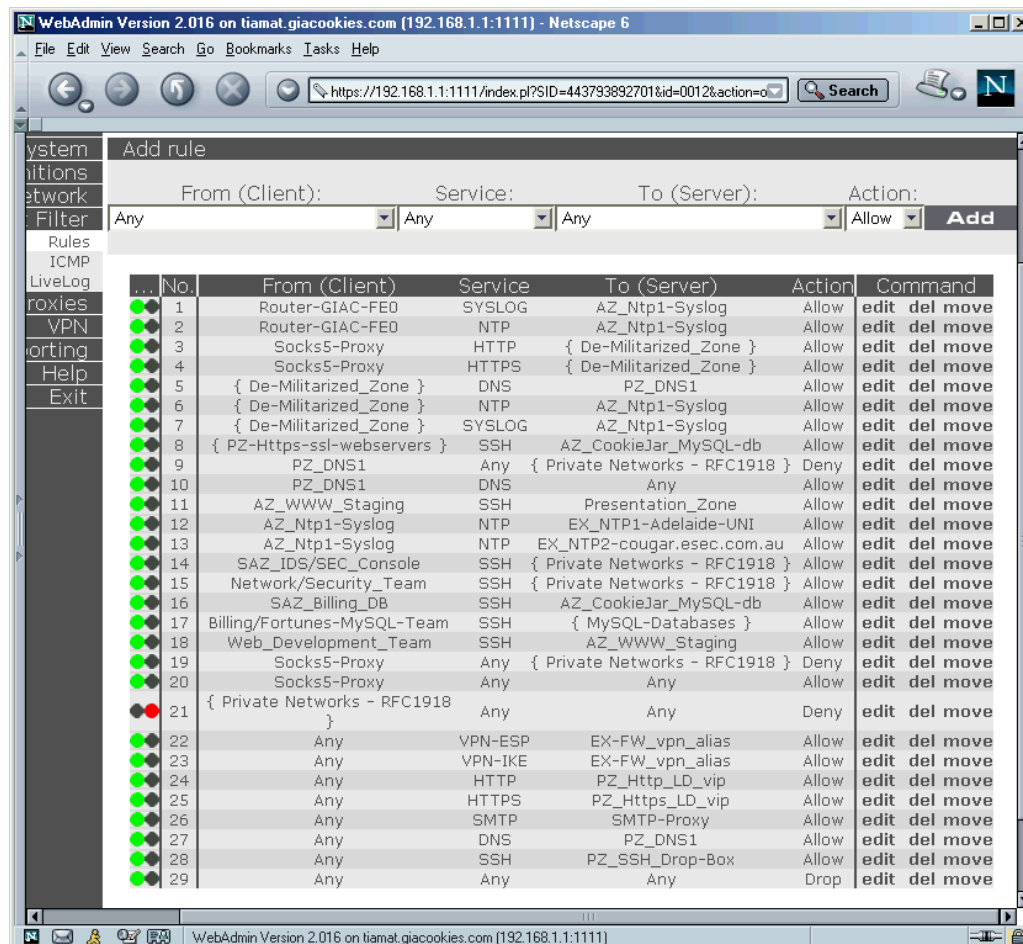 WebAdmin Version 2.016 on tiamat.giacookies.com (192.168.1.1:1111) - Netscape 6
File Edit View Search Go Bookmarks Tasks Help
https://192.168.1.1:1111/index.pl?SID=443793892701&id=0012&action=o Search N
ystem Add rule
nitions
etwork From (Client): Service: To (Server): Action:
Filter Any Any Any Allow Add
Rules
ICMP
LiveLog ... No. From (Client) Service To (Server) Action Command
roxies 1 Router-GIAC-FE0 SYSLOG AZ_Ntp1-Syslog Allow edit del move
VPN 2 Router-GIAC-FE0 NTP AZ_Ntp1-Syslog Allow edit del move
orting 3 Socks5-Proxy HTTP { De-Militarized_Zone } Allow edit del move
Help 4 Socks5-Proxy HTTPS { De-Militarized_Zone } Allow edit del move
Exit 5 { De-Militarized_Zone } DNS PZ_DNS1 Allow edit del move
6 { De-Militarized_Zone } NTP AZ_Ntp1-Syslog Allow edit del move
7 { De-Militarized_Zone } SYSLOG AZ_Ntp1-Syslog Allow edit del move
8 { PZ-Https-ssl-webservers } SSH AZ_CookieJar_MySQL-db Allow edit del move
9 PZ_DNS1 Any { Private Networks - RFC1918 } Deny edit del move
10 PZ_DNS1 DNS Any Allow edit del move
11 AZ_WWW_Staging SSH Presentation_Zone Allow edit del move
12 AZ_Ntp1-Syslog NTP EX_NTP1-Adelaide-UNI Allow edit del move
13 AZ_Ntp1-Syslog NTP EX_NTP2-cougar.esec.com.au Allow edit del move
14 SAZ_IDS/SEC_Console SSH { Private Networks - RFC1918 } Allow edit del move
15 Network/Security_Team SSH { Private Networks - RFC1918 } Allow edit del move
16 SAZ_Billing_DB SSH AZ_CookieJar_MySQL-db Allow edit del move
17 Billing/Fortunes-MySQL-Team SSH { MySQL-Databases } Allow edit del move
18 Web_Development_Team SSH AZ_WWW_Staging Allow edit del move
19 Socks5-Proxy Any { Private Networks - RFC1918 } Deny edit del move
20 Socks5-Proxy Any Any Allow edit del move
21 { Private Networks - RFC1918 } Any Any Deny edit del move
22 Any VPN-ESP EX-FW_vpn_alias Allow edit del move
23 Any VPN-IKE EX-FW_vpn_alias Allow edit del move
24 Any HTTP PZ_Http_LD_vip Allow edit del move
25 Any HTTPS PZ_Https_LD_vip Allow edit del move
26 Any SMTP SMTP-Proxy Allow edit del move
27 Any DNS PZ_DNS1 Allow edit del move
28 Any SSH PZ_SSH_Drop-Box Allow edit del move
29 Any Any Any Drop edit del move
WebAdmin Version 2.016 on tiamat.giacookies.com (192.168.1.1:1111)